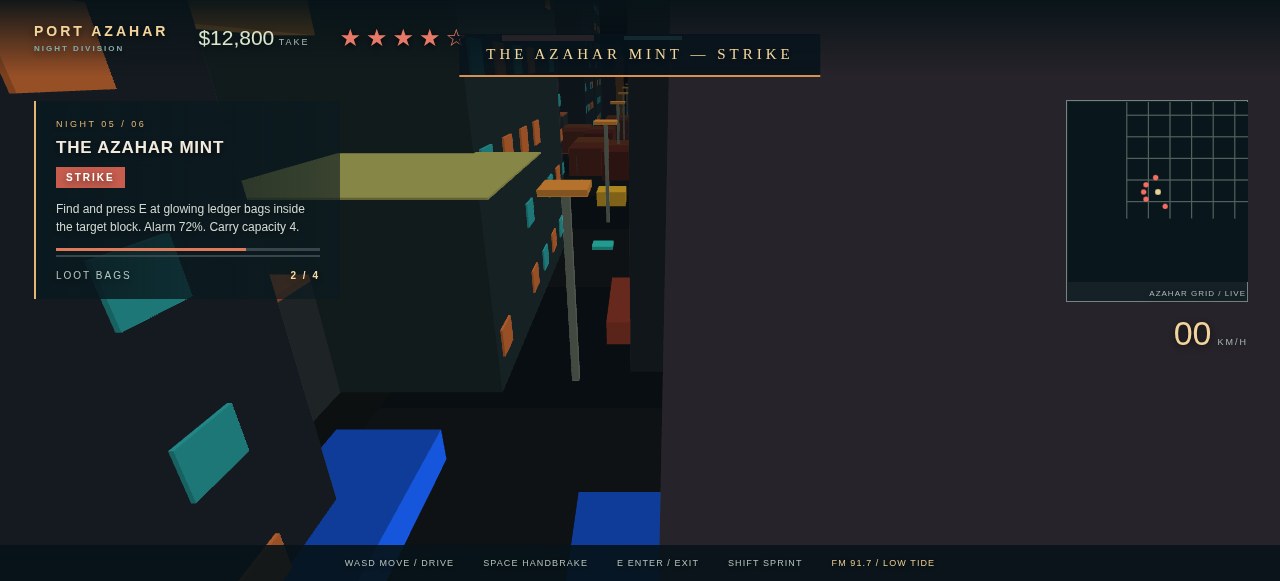 PORT AZAHAR
NIGHT DIVISION
$12,800 TAKE
★★★★☆
THE AZAHAR MINT — STRIKE
NIGHT 05 / 06
THE AZAHAR MINT
STRIKE
Find and press E at glowing ledger bags inside
the target block. Alarm 72%. Carry capacity 4.
LOOT BAGS 2 / 4
AZAHAR GRID / LIVE
00 KM/H
WASD MOVE / DRIVE SPACE HANDBRAKE E ENTER / EXIT SHIFT SPRINT FM 91.7 / LOW TIDE